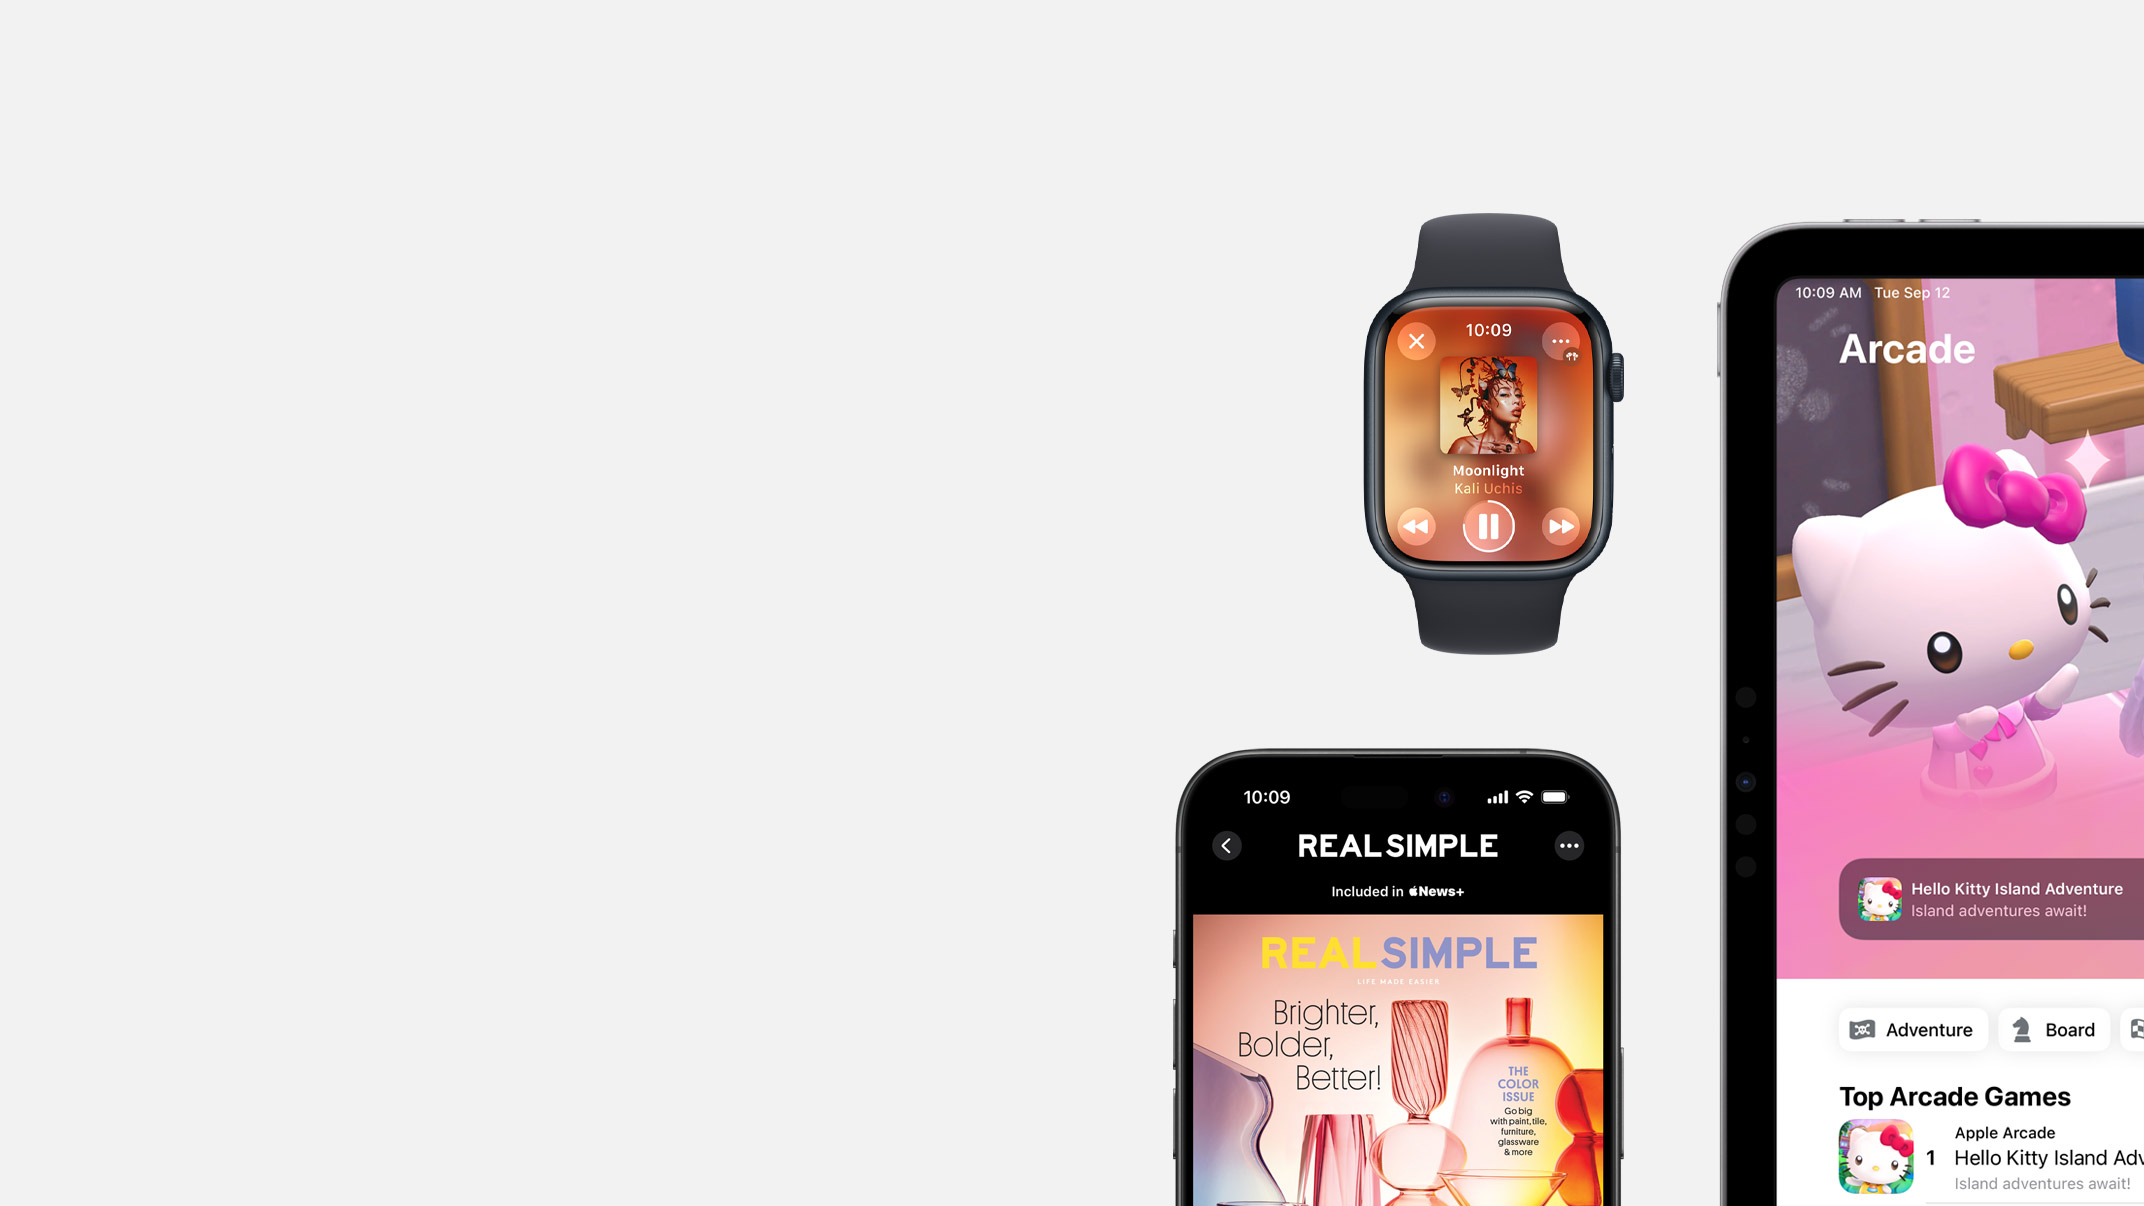 10:09
Moonlight
Kali Uchis
10:09
REAL SIMPLE
Included in News+
REAL SIMPLE
LIFE MADE EASIER
Brighter,
Bolder,
Better!
THE
COLOR
ISSUE
Go big
with paint, tile,
furniture,
glassware
& more
10:09 AM Tue Sep 12
Arcade
Hello Kitty Island Adventure
Island adventures await!
Adventure
Board
Top Arcade Games
Apple Arcade
1 Hello Kitty Island Adv
Island adventures await!